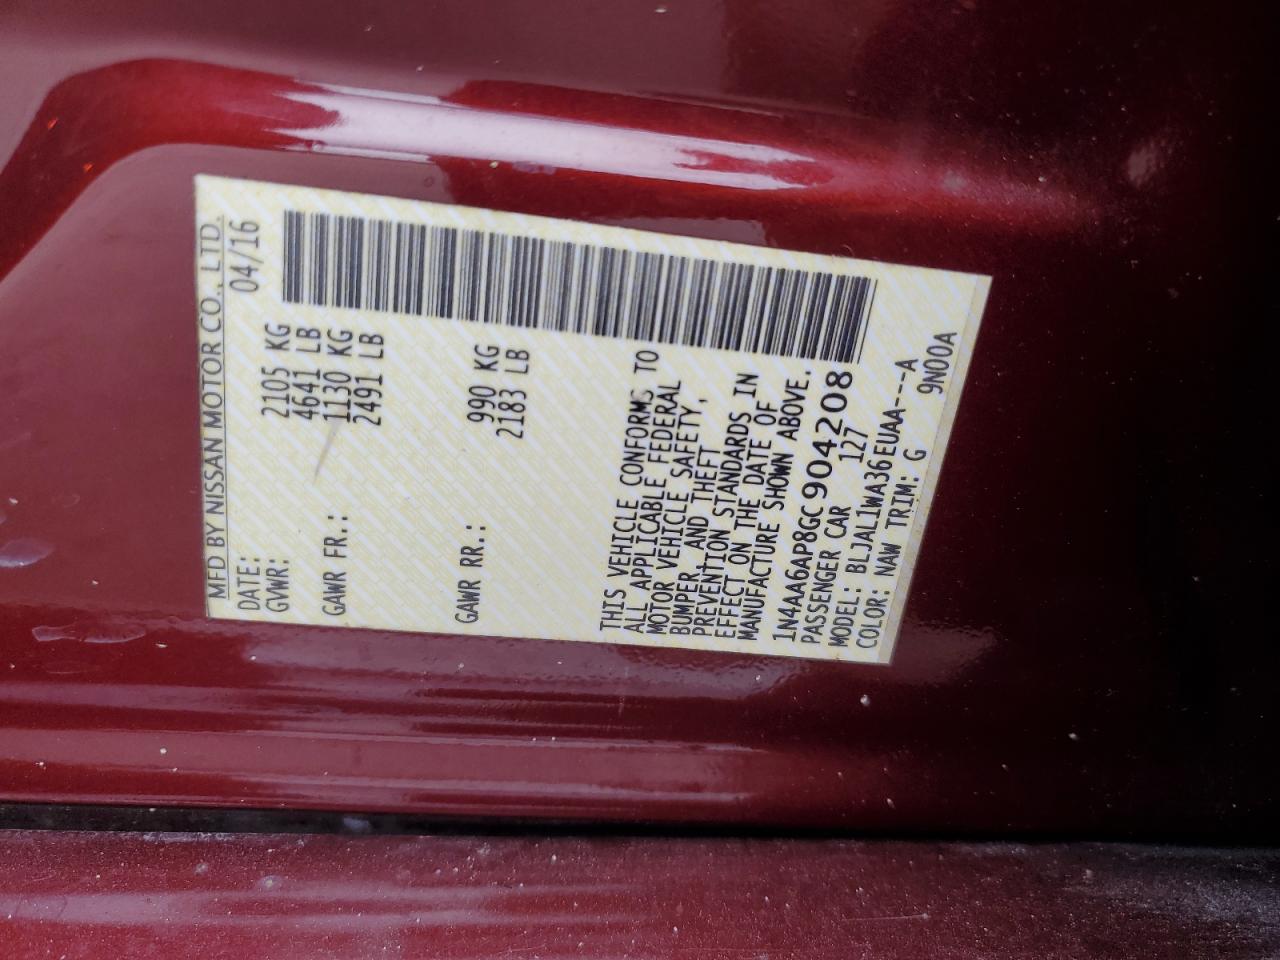 MFD BY NISSAN MOTOR CO., LTD.
DATE: 04/16
GVWR: 2105 KG
4641 LB
GAWR FR.: 1130 KG
2491 LB
GAWR RR.: 990 KG
2183 LB
THIS VEHICLE CONFORMS TO
ALL APPLICABLE FEDERAL
MOTOR VEHICLE SAFETY,
BUMPER, AND THEFT
PREVENTION STANDARDS IN
EFFECT ON THE DATE OF
MANUFACTURE SHOWN ABOVE.
1N4AA6AP8GC904208
PASSENGER CAR 127
MODEL: BLJAL1WA36EUAA---A
COLOR: NAW TRIM: G 9N00A